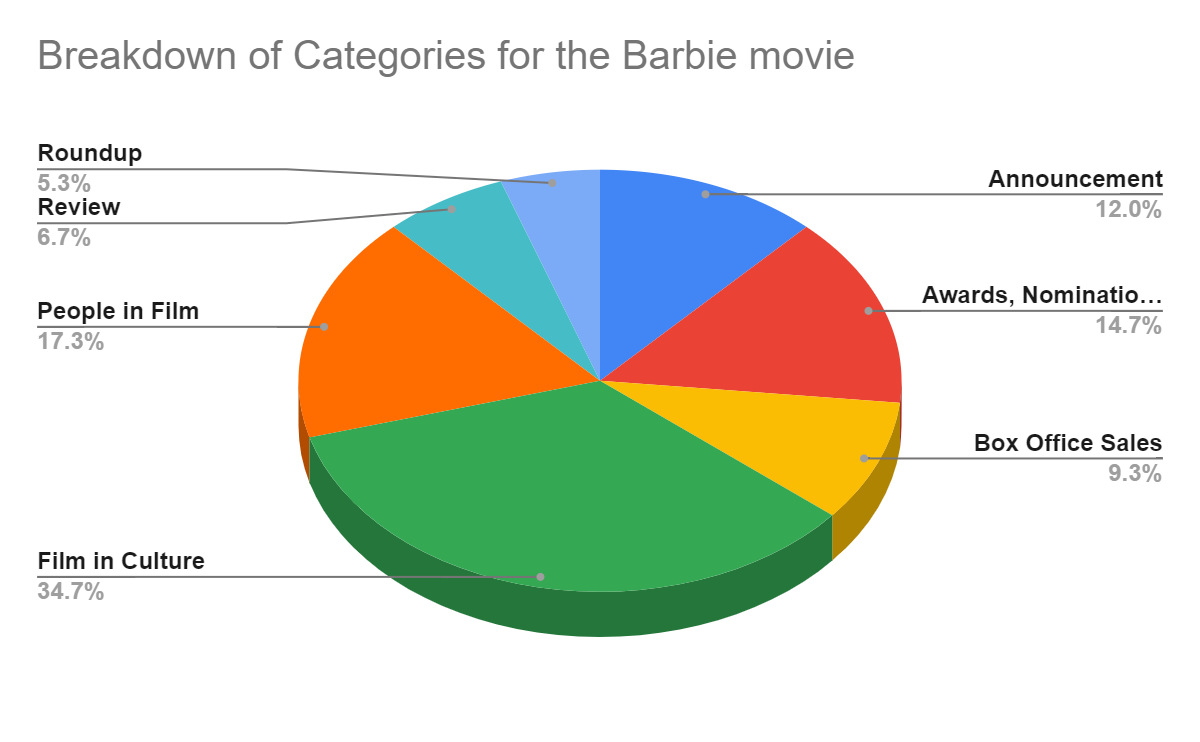 Breakdown of Categories for the Barbie movie
Roundup
5.3%
Review
6.7%
People in Film
17.3%
Film in Culture
34.7%
Announcement
12.0%
Awards, Nominatio…
14.7%
Box Office Sales
9.3%